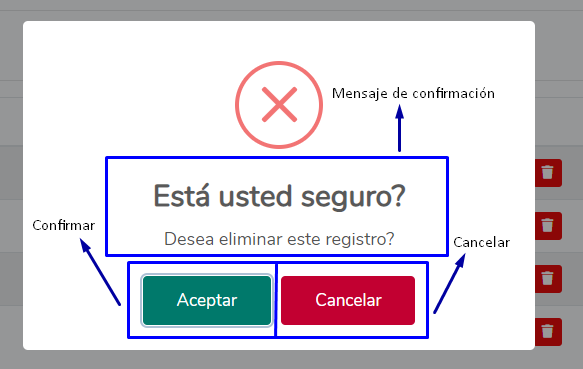 Mensaje de confirmación
Está usted seguro?
Confirmar
Desea eliminar este registro?
Cancelar
Aceptar
Cancelar